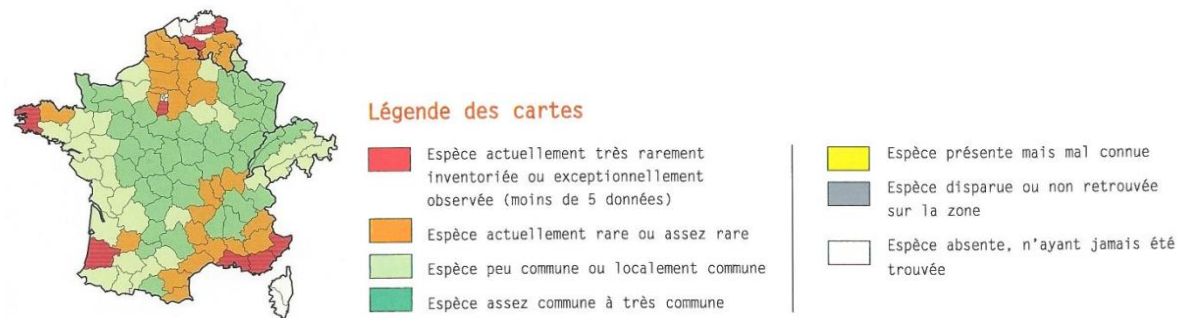 Légende des cartes
Espèce actuellement très rarement
inventoriée ou exceptionnellement
observée (moins de 5 données)
Espèce actuellement rare ou assez rare
Espèce peu commune ou localement commune
Espèce assez commune à très commune
Espèce présente mais mal connue
Espèce disparue ou non retrouvée
sur la zone
Espèce absente, n'ayant jamais été
trouvée